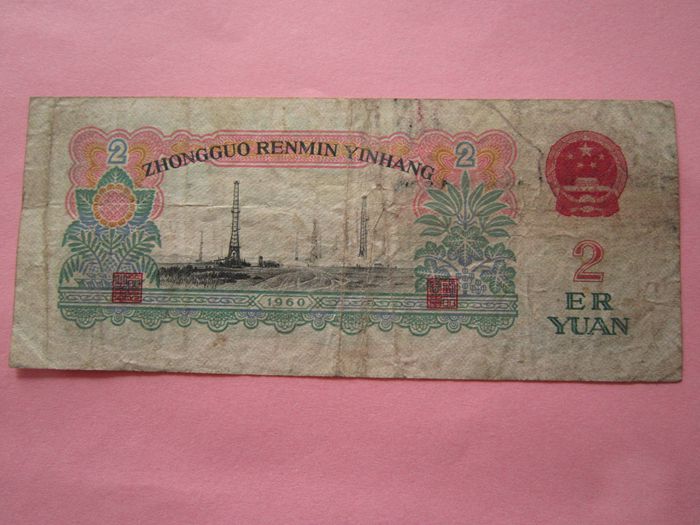 2
2
ZHONGGUO RENMIN YINHANG
1960
2
ER
YUAN